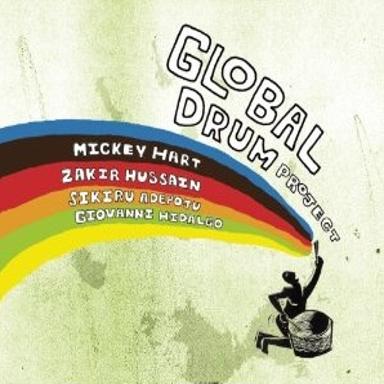 GLOBAL
DRUM
PROJECT
MICKEY HART
ZAKIR HUSSAIN
SIKIRU ADEPOJU
GIOVANNI HIDALGO